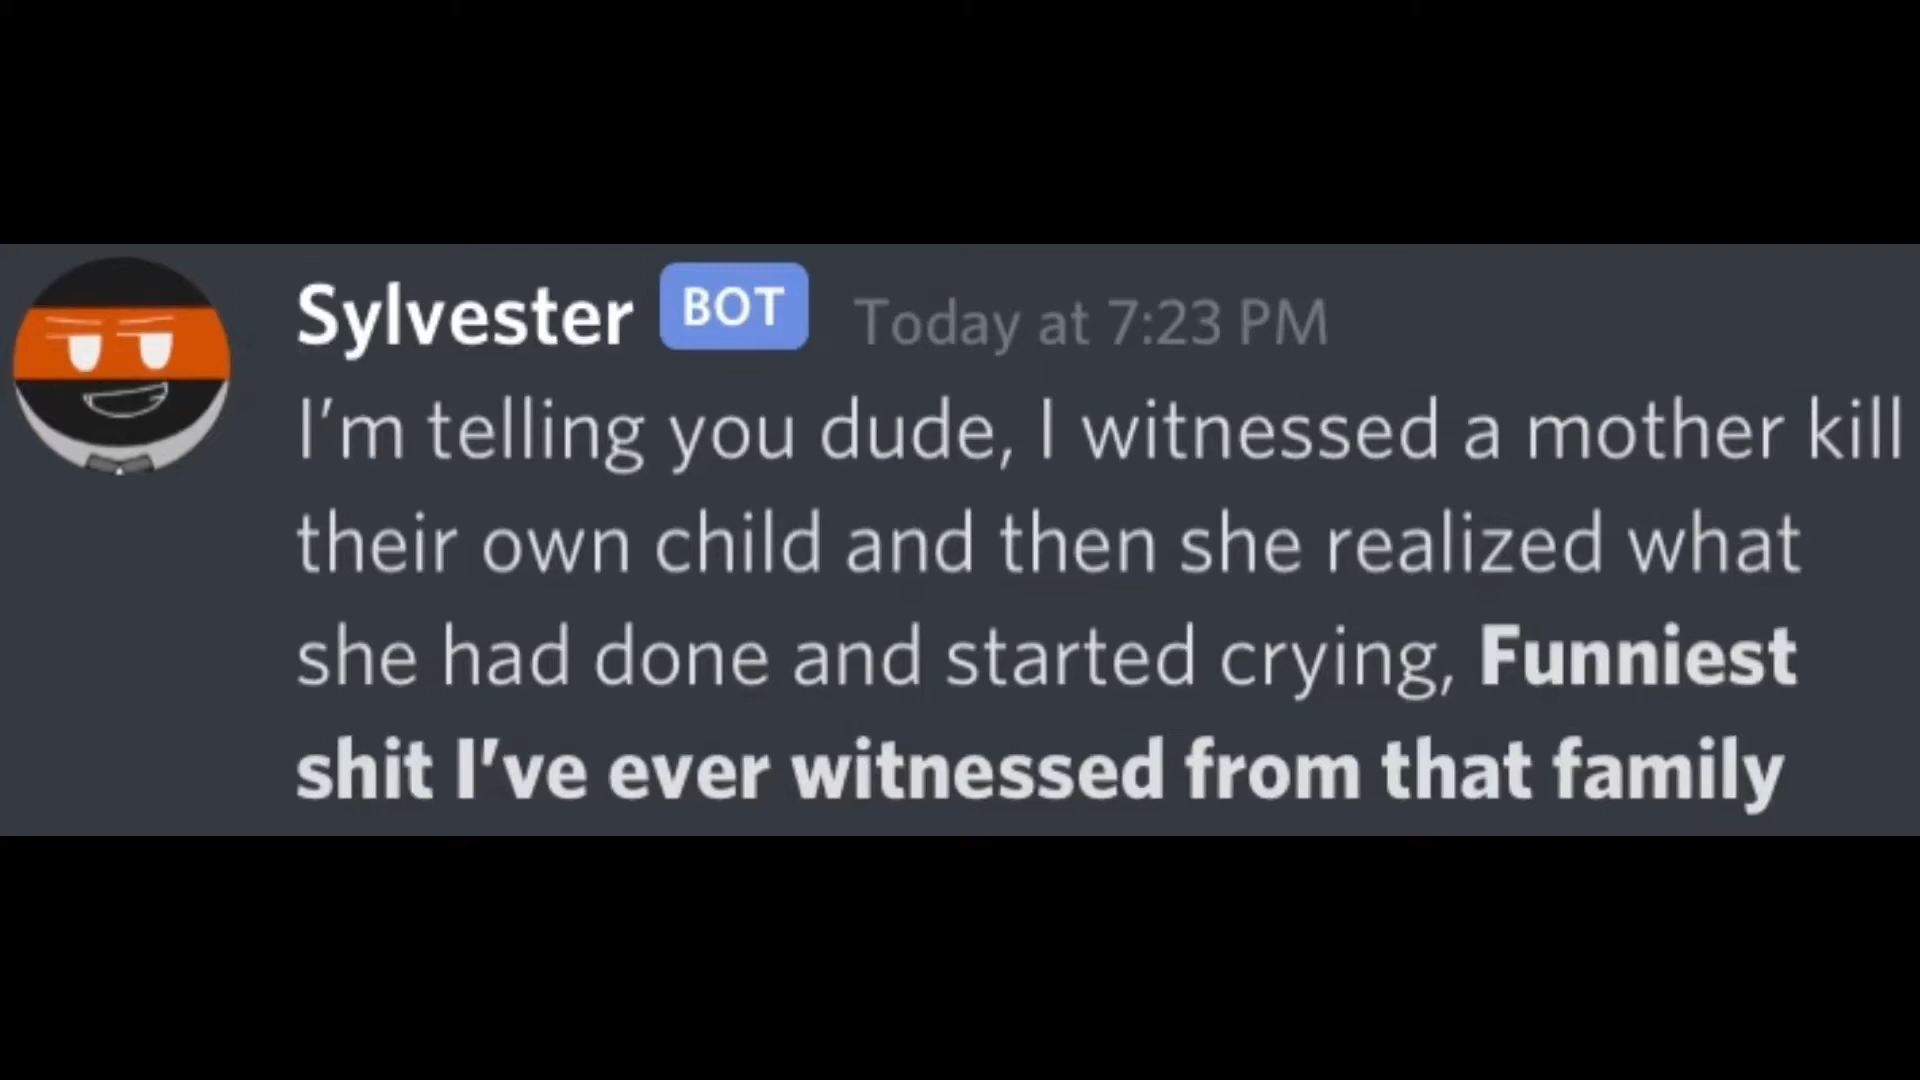 Sylvester BOT Today at 7:23 PM
I'm telling you dude, I witnessed a mother kill
their own child and then she realized what
she had done and started crying, Funniest
shit I've ever witnessed from that family